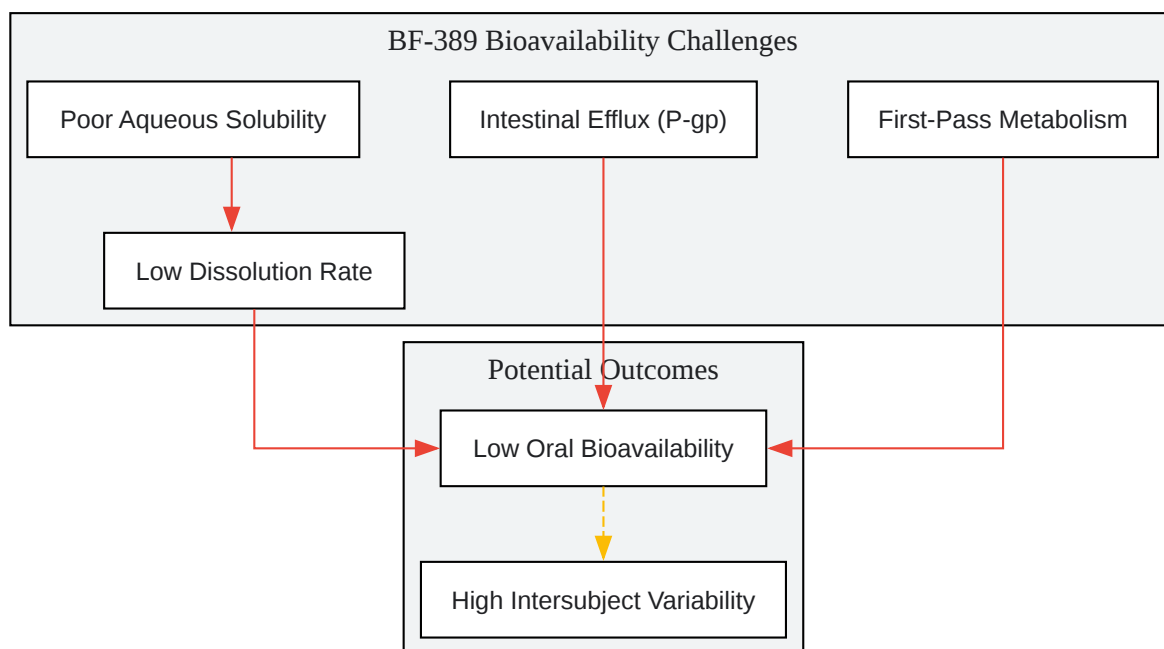 BF-389 Bioavailability Challenges
Poor Aqueous Solubility
Intestinal Efflux (P-gp)
First-Pass Metabolism
Low Dissolution Rate
Potential Outcomes
Low Oral Bioavailability
High Intersubject Variability